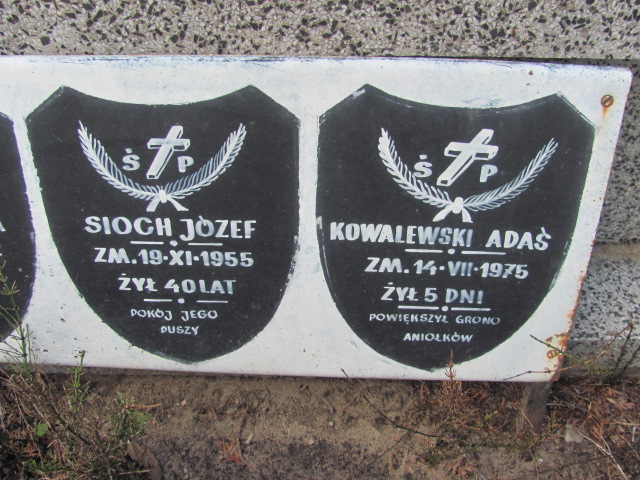 Ś P
SIOCH JÓZEF
ZM. 19·XI·1955
ŻYŁ 40 LAT
POKÓJ JEGO
DUSZY
Ś P
KOWALEWSKI ADAŚ
ZM. 14·VII·1975
ŻYŁ 5 DNI
POWIĘKSZYŁ GRONO
ANIOŁKÓW